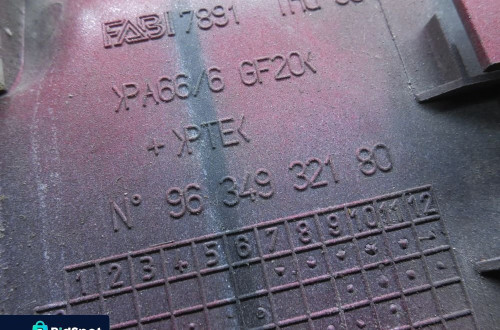 FABI 7891
>PA66/6 GF20<
+ >PTE<
N° 96 349 321 80
1 2 3 + 5 6 7 8 9 10 11 12
BidSpot